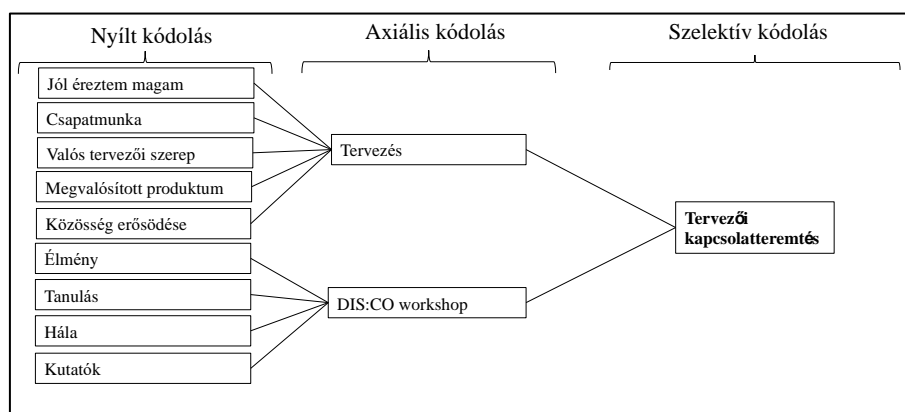 Nyílt kódolás
Axiális kódolás
Szelektív kódolás
Jól éreztem magam
Csapatmunka
Valós tervezői szerep
Megvalósított produktum
Közösség erősödése
Élmény
Tanulás
Hála
Kutatók
Tervezés
DIS:CO workshop
Tervezői
kapcsolatteremtés